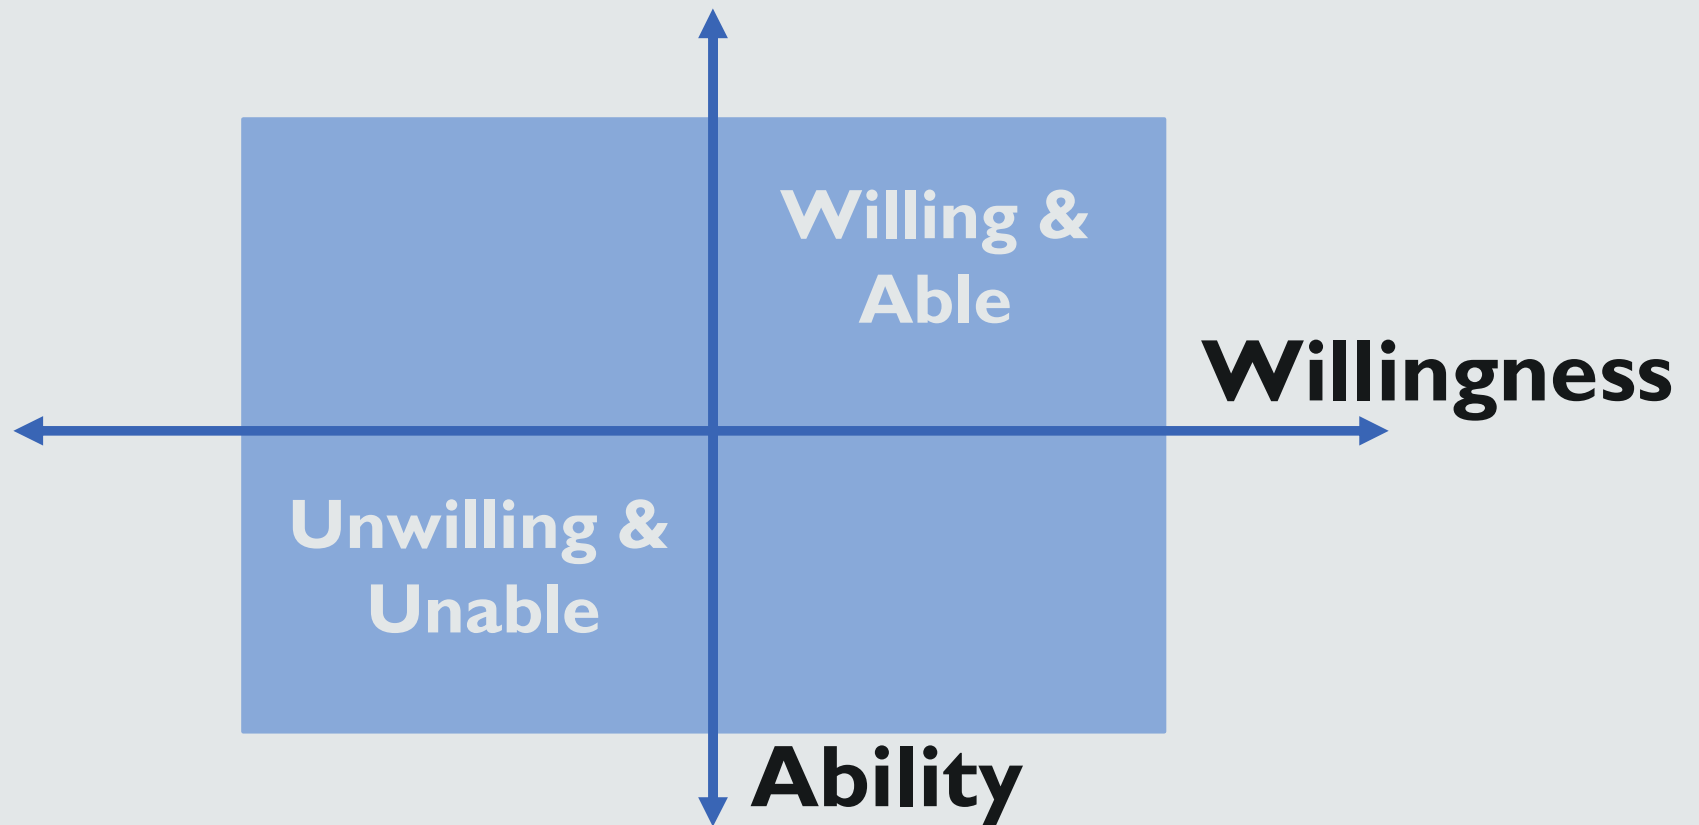 Willing &
Able
Willingness
Unwilling &
Unable
Ability